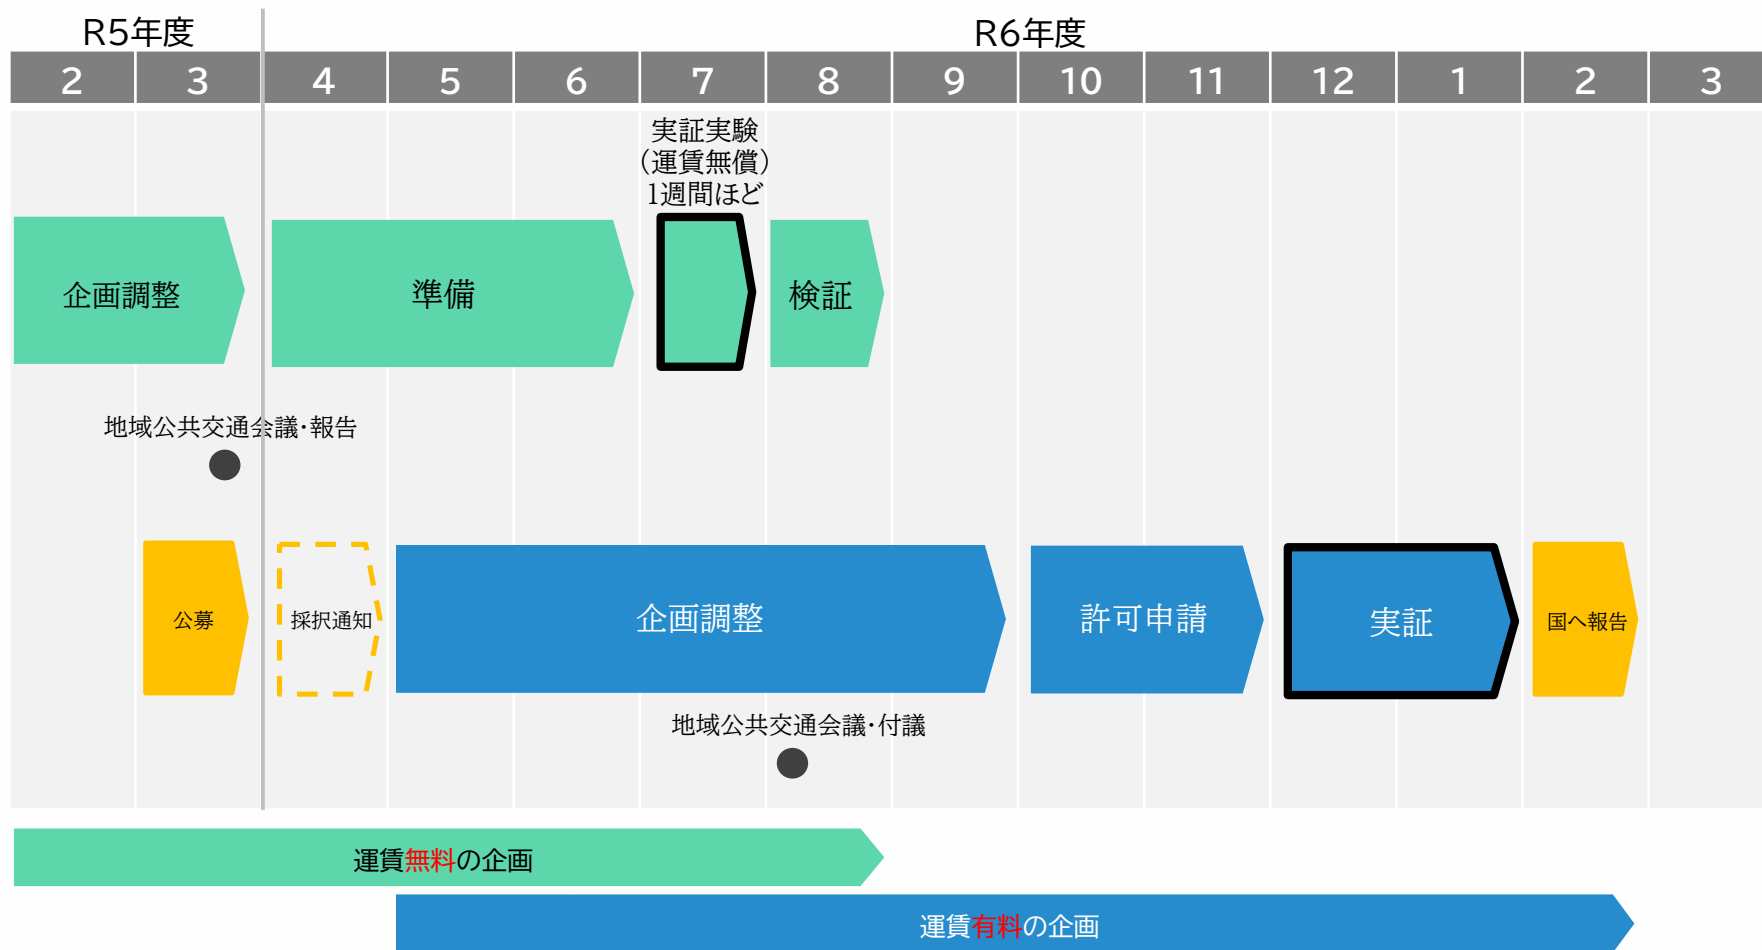 R5年度
R6年度
2 3 4 5 6 7 8 9 10 11 12 1 2 3
実証実験
（運賃無償）
1週間ほど
企画調整
準備
検証
地域公共交通会議・報告
公募
採択通知
企画調整
許可申請
実証
国へ報告
地域公共交通会議・付議
運賃無料の企画
運賃有料の企画